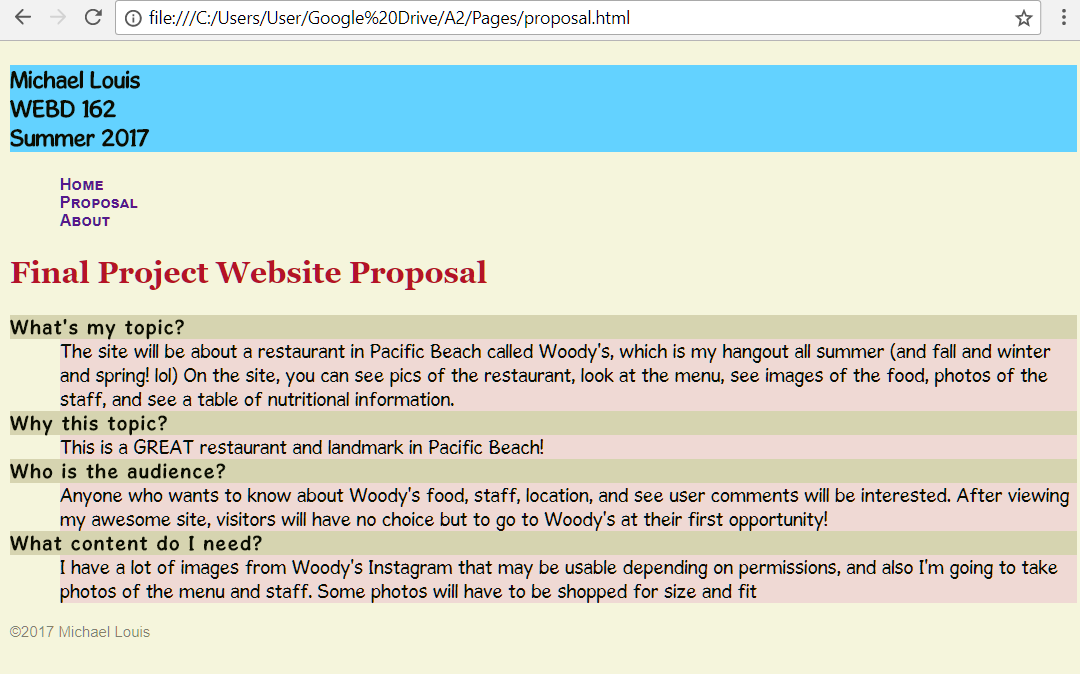 file:///C:/Users/User/Google%20Drive/A2/Pages/proposal.html
Michael Louis
WEBD 162
Summer 2017
Home
Proposal
About
Final Project Website Proposal
What's my topic?
The site will be about a restaurant in Pacific Beach called Woody's, which is my hangout all summer (and fall and winter
and spring! lol) On the site, you can see pics of the restaurant, look at the menu, see images of the food, photos of the
staff, and see a table of nutritional information.
Why this topic?
This is a GREAT restaurant and landmark in Pacific Beach!
Who is the audience?
Anyone who wants to know about Woody's food, staff, location, and see user comments will be interested. After viewing
my awesome site, visitors will have no choice but to go to Woody's at their first opportunity!
What content do I need?
I have a lot of images from Woody's Instagram that may be usable depending on permissions, and also I'm going to take
photos of the menu and staff. Some photos will have to be shopped for size and fit
©2017 Michael Louis